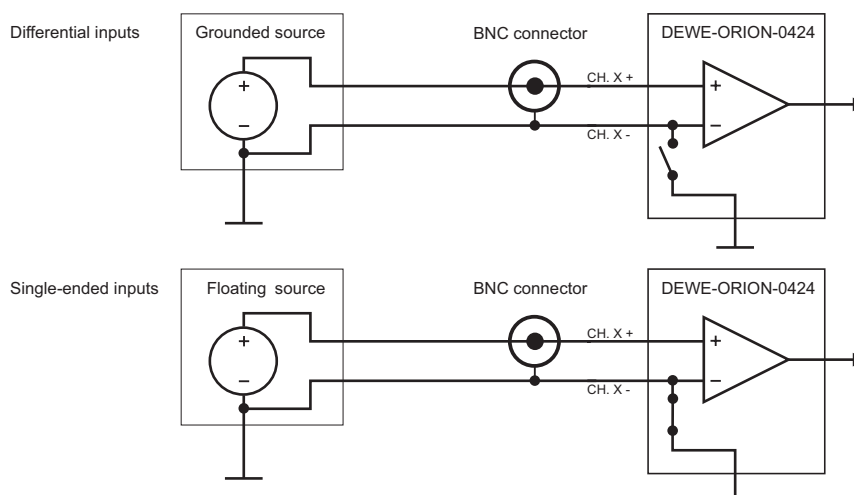 Differential inputs
Grounded source
BNC connector
DEWE-ORION-0424
CH. X +
CH. X -
+
−
+
−
Single-ended inputs
Floating source
BNC connector
DEWE-ORION-0424
CH. X +
CH. X -
+
−
+
−